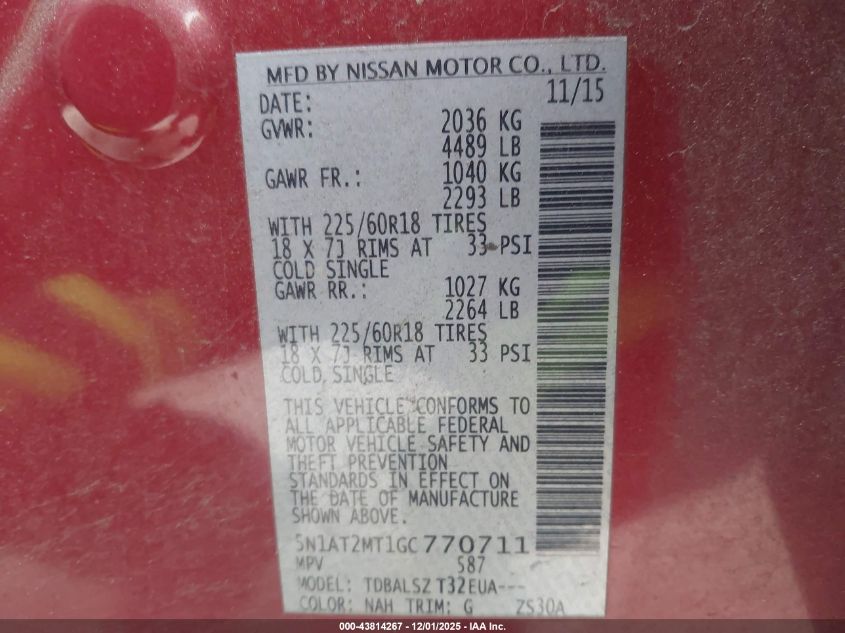 MFD BY NISSAN MOTOR CO., LTD.
DATE: 11/15
GVWR: 2036 KG
4489 LB
GAWR FR.: 1040 KG
2293 LB
WITH 225/60R18 TIRES
18 X 7J RIMS AT 33 PSI
COLD SINGLE
GAWR RR.: 1027 KG
2264 LB
WITH 225/60R18 TIRES
18 X 7J RIMS AT 33 PSI
COLD SINGLE
THIS VEHICLE CONFORMS TO
ALL APPLICABLE FEDERAL
MOTOR VEHICLE SAFETY AND
THEFT PREVENTION
STANDARDS IN EFFECT ON
THE DATE OF MANUFACTURE
SHOWN ABOVE.
5N1AT2MT1GC770711
MPV 587
MODEL: TDBALSZ T32EUA---
COLOR: NAH TRIM: G ZS30A
000-43814267 - 12/01/2025 - IAA Inc.